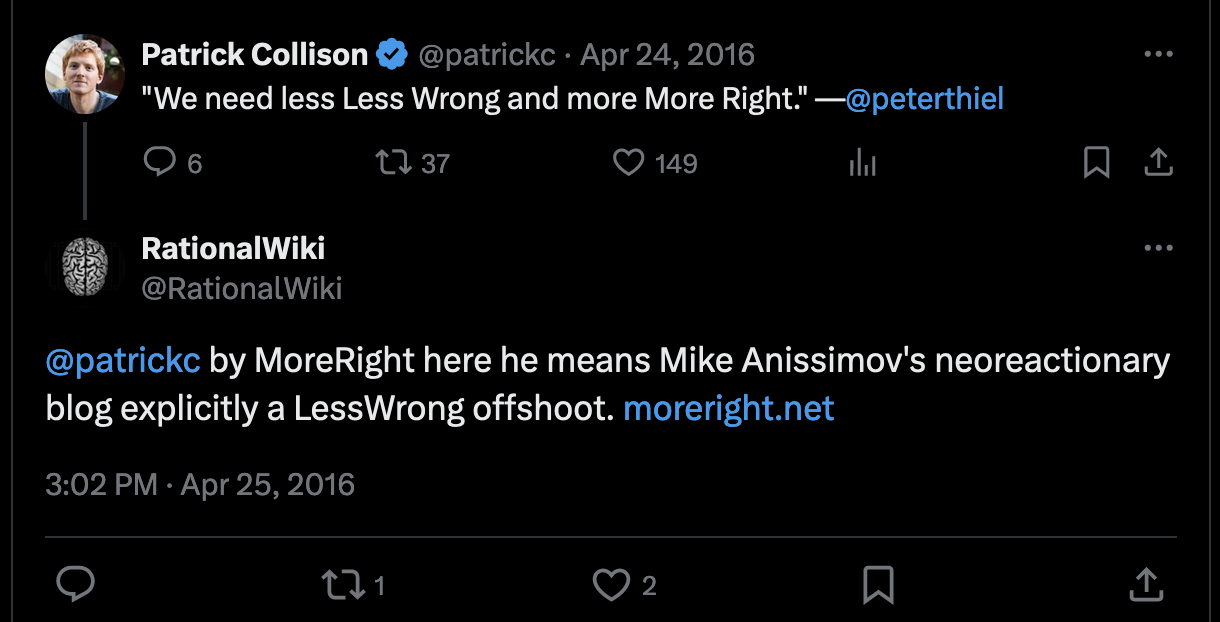 Patrick Collison @patrickc · Apr 24, 2016
"We need less Less Wrong and more More Right." —@peterthiel
6 37 149
RationalWiki
@RationalWiki
@patrickc by MoreRight here he means Mike Anissimov's neoreactionary
blog explicitly a LessWrong offshoot. moreright.net
3:02 PM · Apr 25, 2016
1 2